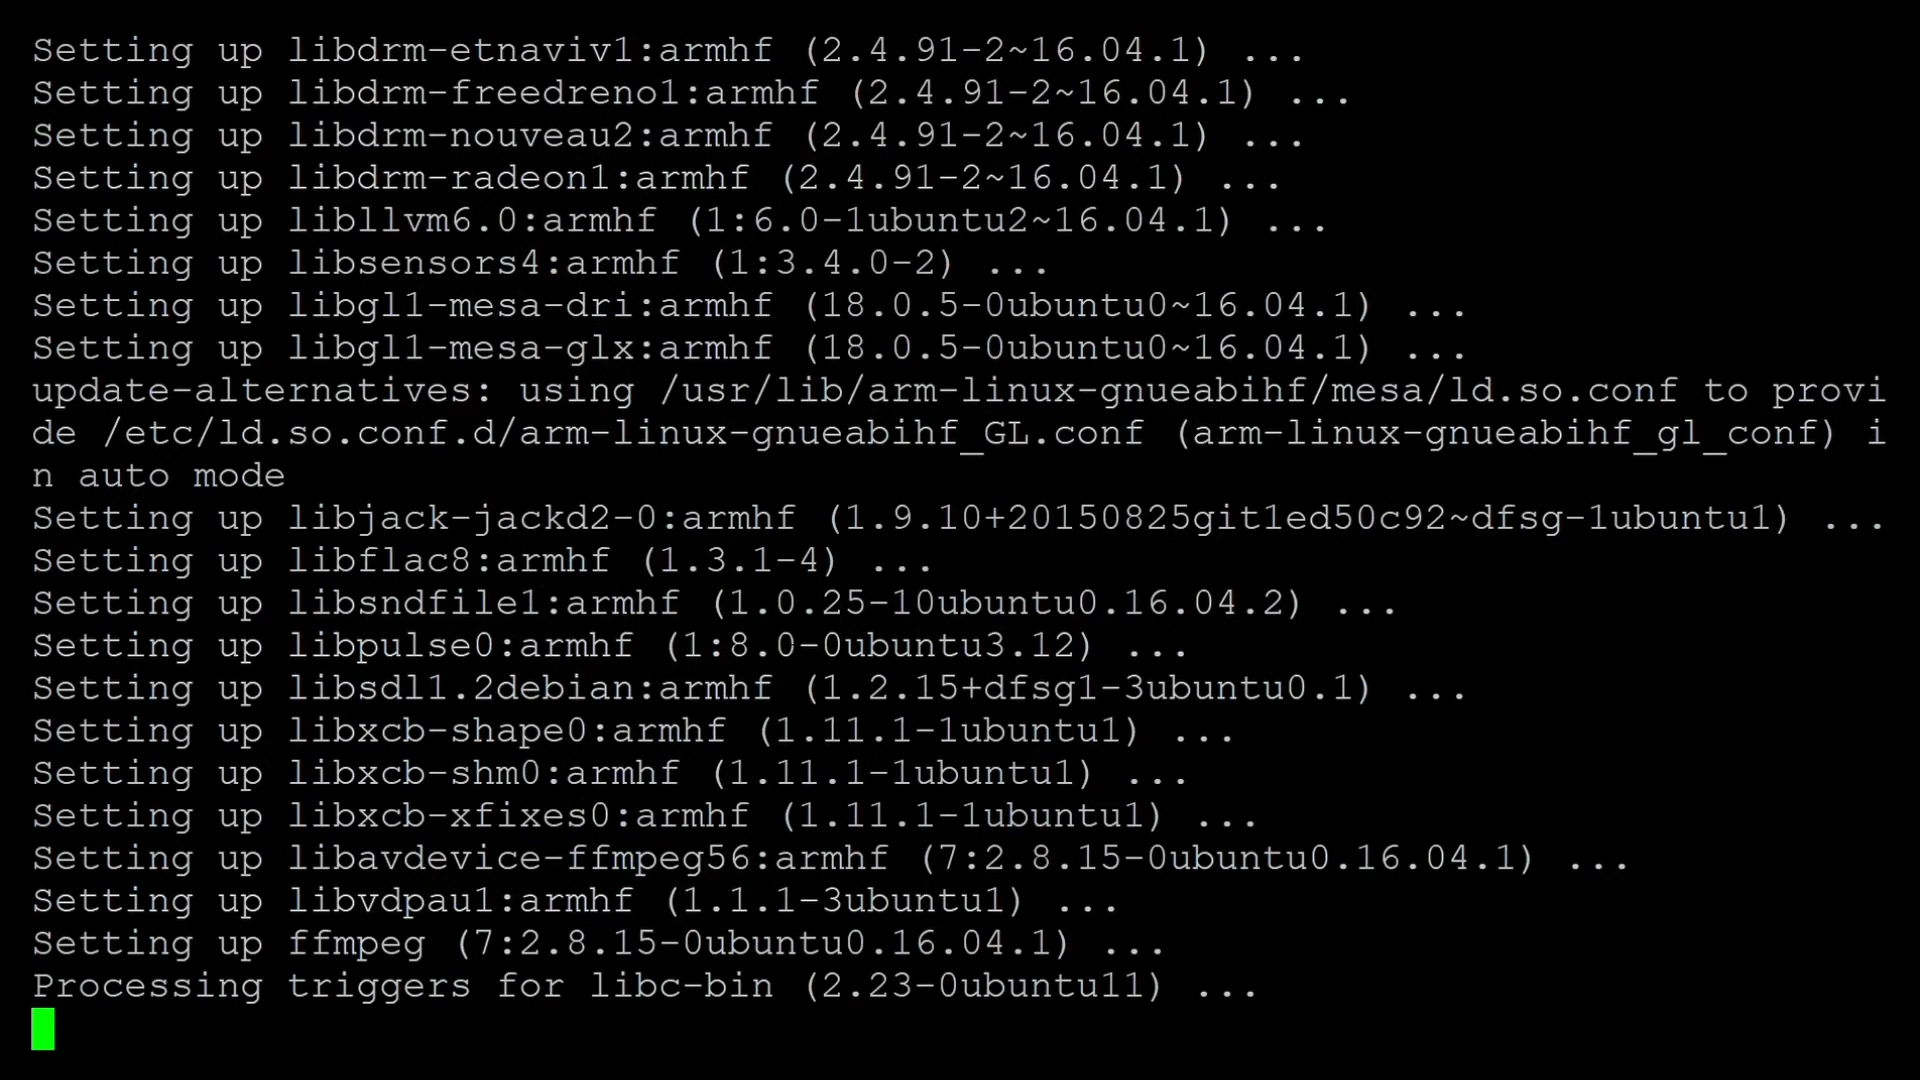 Setting up libdrm-etnaviv1:armhf (2.4.91-2~16.04.1) ...
Setting up libdrm-freedreno1:armhf (2.4.91-2~16.04.1) ...
Setting up libdrm-nouveau2:armhf (2.4.91-2~16.04.1) ...
Setting up libdrm-radeon1:armhf (2.4.91-2~16.04.1) ...
Setting up libllvm6.0:armhf (1:6.0-1ubuntu2~16.04.1) ...
Setting up libsensors4:armhf (1:3.4.0-2) ...
Setting up libgl1-mesa-dri:armhf (18.0.5-0ubuntu0~16.04.1) ...
Setting up libgl1-mesa-glx:armhf (18.0.5-0ubuntu0~16.04.1) ...
update-alternatives: using /usr/lib/arm-linux-gnueabihf/mesa/ld.so.conf to provi
de /etc/ld.so.conf.d/arm-linux-gnueabihf_GL.conf (arm-linux-gnueabihf_gl_conf) i
n auto mode
Setting up libjack-jackd2-0:armhf (1.9.10+20150825git1ed50c92~dfsg-1ubuntu1) ...
Setting up libflac8:armhf (1.3.1-4) ...
Setting up libsndfile1:armhf (1.0.25-10ubuntu0.16.04.2) ...
Setting up libpulse0:armhf (1:8.0-0ubuntu3.12) ...
Setting up libsdl1.2debian:armhf (1.2.15+dfsg1-3ubuntu0.1) ...
Setting up libxcb-shape0:armhf (1.11.1-1ubuntu1) ...
Setting up libxcb-shm0:armhf (1.11.1-1ubuntu1) ...
Setting up libxcb-xfixes0:armhf (1.11.1-1ubuntu1) ...
Setting up libavdevice-ffmpeg56:armhf (7:2.8.15-0ubuntu0.16.04.1) ...
Setting up libvdpau1:armhf (1.1.1-3ubuntu1) ...
Setting up ffmpeg (7:2.8.15-0ubuntu0.16.04.1) ...
Processing triggers for libc-bin (2.23-0ubuntu11) ...